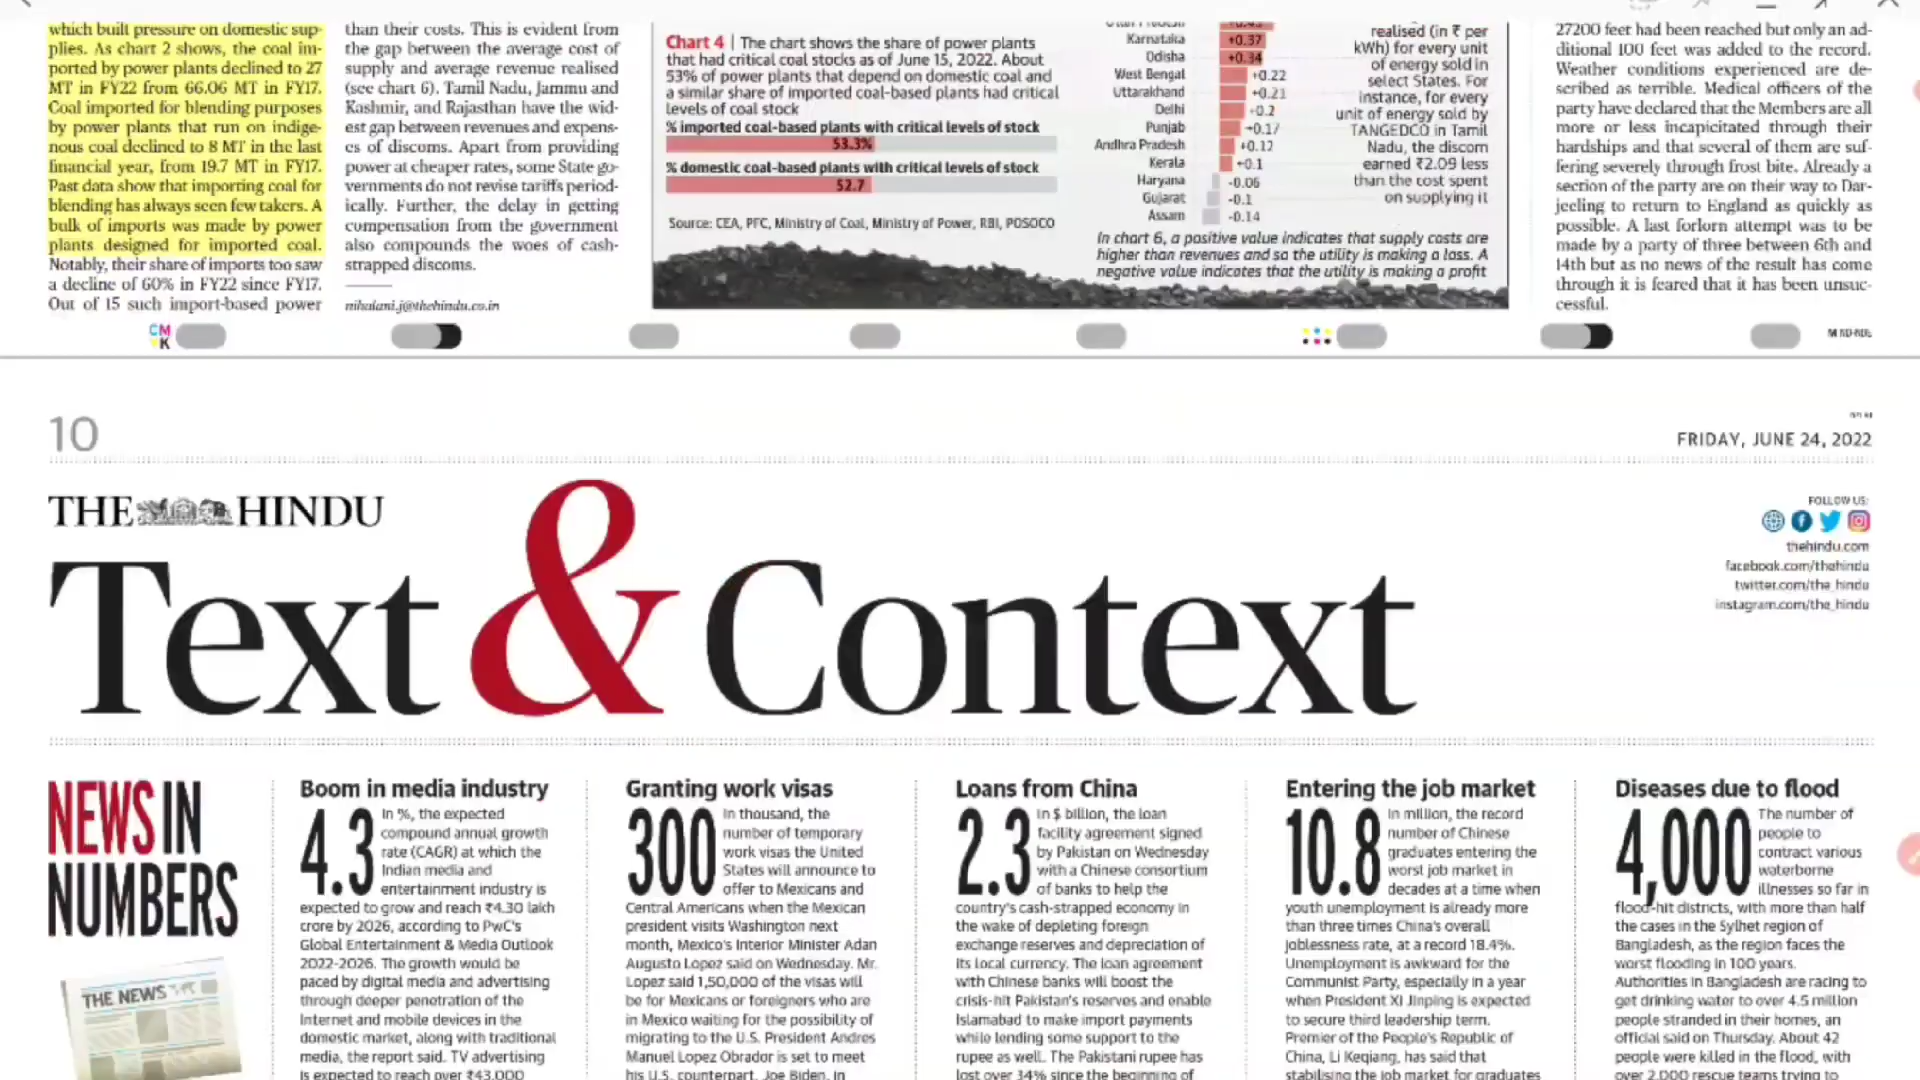 which built pressure on domestic sup-
plies. As chart 2 shows, the coal im-
ported by power plants declined to 27
MT in FY22 from 66.06 MT in FY17.
Coal imported for blending purposes
by power plants that run on indige-
nous coal declined to 8 MT in the last
financial year, from 19.7 MT in FY17.
Past data show that importing coal for
blending has always seen few takers. A
bulk of imports was made by power
plants designed for imported coal.
Notably, their share of imports too saw
a decline of 60% in FY22 since FY17.
Out of 15 such import-based power
than their costs. This is evident from
the gap between the average cost of
supply and average revenue realised
(see chart 6). Tamil Nadu, Jammu and
Kashmir, and Rajasthan have the wid-
est gap between revenues and expens-
es of discoms. Apart from providing
power at cheaper rates, some State go-
vernments do not revise tariffs period-
ically. Further, the delay in getting
compensation from the government
also compounds the woes of cash-
strapped discoms.
nihalani.j@thehindu.co.in
Chart 4 | The chart shows the share of power plants
that had critical coal stocks as of June 15, 2022. About
53% of power plants that depend on domestic coal and
a similar share of imported coal-based plants had critical
levels of coal stock
% imported coal-based plants with critical levels of stock
53.3%
% domestic coal-based plants with critical levels of stock
52.7
Source: CEA, PFC, Ministry of Coal, Ministry of Power, RBI, POSOCO
Karnataka +0.37
Odisha +0.34
West Bengal +0.22
Uttarakhand +0.21
Delhi +0.2
Punjab +0.17
Andhra Pradesh +0.12
Kerala +0.1
Haryana -0.06
Gujarat -0.1
Assam -0.14
realised (in ₹ per
kWh) for every unit
of energy sold in
select States. For
instance, for every
unit of energy sold by
TANGEDCO in Tamil
Nadu, the discom
earned ₹2.09 less
than the cost spent
on supplying it
In chart 6, a positive value indicates that supply costs are
higher than revenues and so the utility is making a loss. A
negative value indicates that the utility is making a profit
27200 feet had been reached but only an ad-
ditional 100 feet was added to the record.
Weather conditions experienced are de-
scribed as terrible. Medical officers of the
party have declared that the Members are all
more or less incapicitated through their
hardships and that several of them are suf-
fering severely through frost bite. Already a
section of the party are on their way to Dar-
jeeling to return to England as quickly as
possible. A last forlorn attempt was to be
made by a party of three between 6th and
14th but as no news of the result has come
through it is feared that it has been unsuc-
cessful.
CM
YK
M ND-NDE
10
FRIDAY, JUNE 24, 2022
THE HINDU
Text & Context
FOLLOW US:
thehindu.com
facebook.com/thehindu
twitter.com/the_hindu
instagram.com/the_hindu
NEWS IN
NUMBERS
THE NEWS
Boom in media industry
4.3
In %, the expected
compound annual growth
rate (CAGR) at which the
Indian media and
entertainment industry is
expected to grow and reach ₹4.30 lakh
crore by 2026, according to PwC's
Global Entertainment & Media Outlook
2022-2026. The growth would be
paced by digital media and advertising
through deeper penetration of the
internet and mobile devices in the
domestic market, along with traditional
media, the report said. TV advertising
is expected to reach over ₹43,000
Granting work visas
300
In thousand, the
number of temporary
work visas the United
States will announce to
offer to Mexicans and
Central Americans when the Mexican
president visits Washington next
month, Mexico's Interior Minister Adan
Augusto Lopez said on Wednesday. Mr.
Lopez said 1,50,000 of the visas will
be for Mexicans or foreigners who are
in Mexico waiting for the possibility of
migrating to the U.S. President Andres
Manuel Lopez Obrador is set to meet
his U.S. counterpart, Joe Biden, in
Loans from China
2.3
In $ billion, the loan
facility agreement signed
by Pakistan on Wednesday
with a Chinese consortium
of banks to help the
country's cash-strapped economy in
the wake of depleting foreign
exchange reserves and depreciation of
its local currency. The loan agreement
with Chinese banks will boost the
crisis-hit Pakistan's reserves and enable
Islamabad to make import payments
while lending some support to the
rupee as well. The Pakistani rupee has
lost over 34% since the beginning of
Entering the job market
10.8
In million, the record
number of Chinese
graduates entering the
worst job market in
decades at a time when
youth unemployment is already more
than three times China's overall
joblessness rate, at a record 18.4%.
Unemployment is awkward for the
Communist Party, especially in a year
when President Xi Jinping is expected
to secure third leadership term.
Premier of the People's Republic of
China, Li Keqiang, has said that
stabilising the job market for graduates
Diseases due to flood
4,000
The number of
people to
contract various
waterborne
illnesses so far in
flood-hit districts, with more than half
the cases in the Sylhet region of
Bangladesh, as the region faces the
worst flooding in 100 years.
Authorities in Bangladesh are racing to
get drinking water to over 4.5 million
people stranded in their homes, an
official said on Thursday. About 42
people were killed in the flood, with
over 2,000 rescue teams trying to